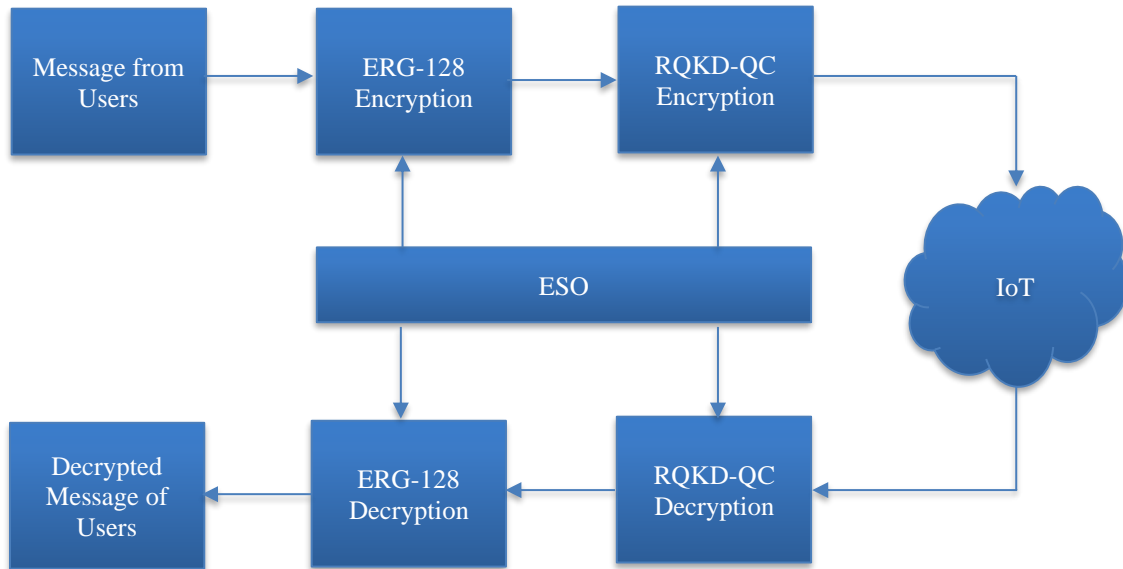 Message from
Users
ERG-128
Encryption
RQKD-QC
Encryption
ESO
IoT
Decrypted
Message of
Users
ERG-128
Decryption
RQKD-QC
Decryption